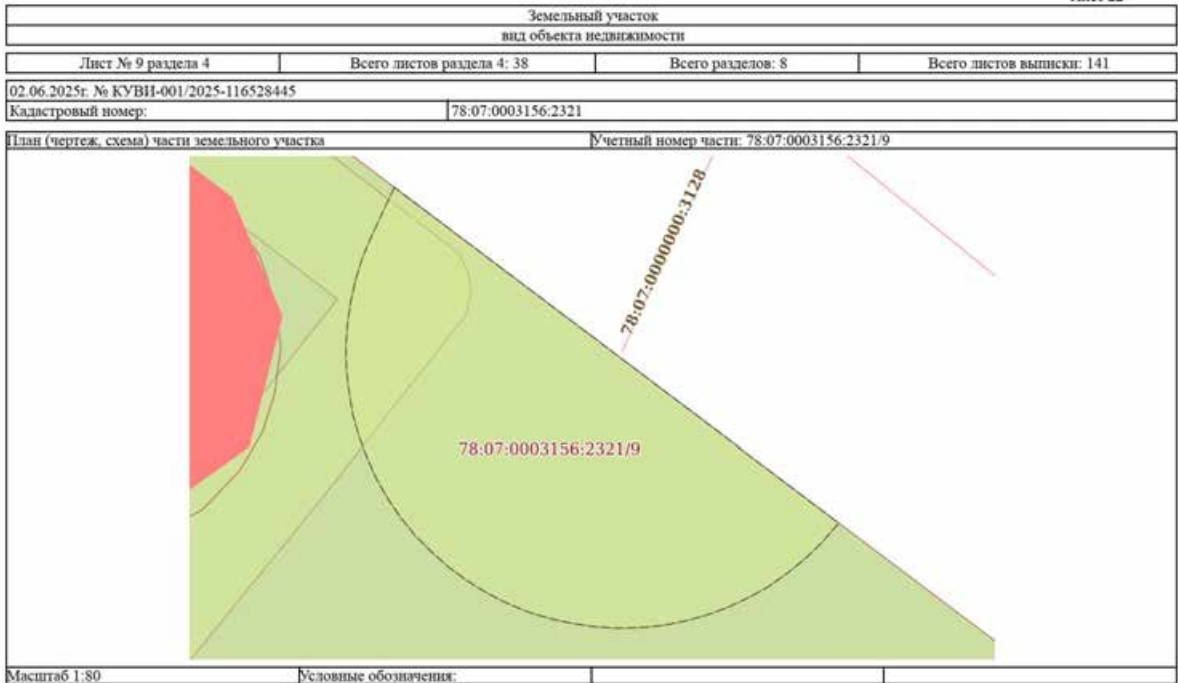 Земельный участок
вид объекта недвижимости
Лист № 9 раздела 4
Всего листов раздела 4: 38
Всего разделов: 8
Всего листов выписки: 141
02.06.2025г. № КУВИ-001/2025-116528445
Кадастровый номер:
78:07:0003156:2321
План (чертеж, схема) части земельного участка
Учетный номер части: 78:07:0003156:2321/9
78:07:0000000:3128
78:07:0003156:2321/9
Масштаб 1:80
Условные обозначения: